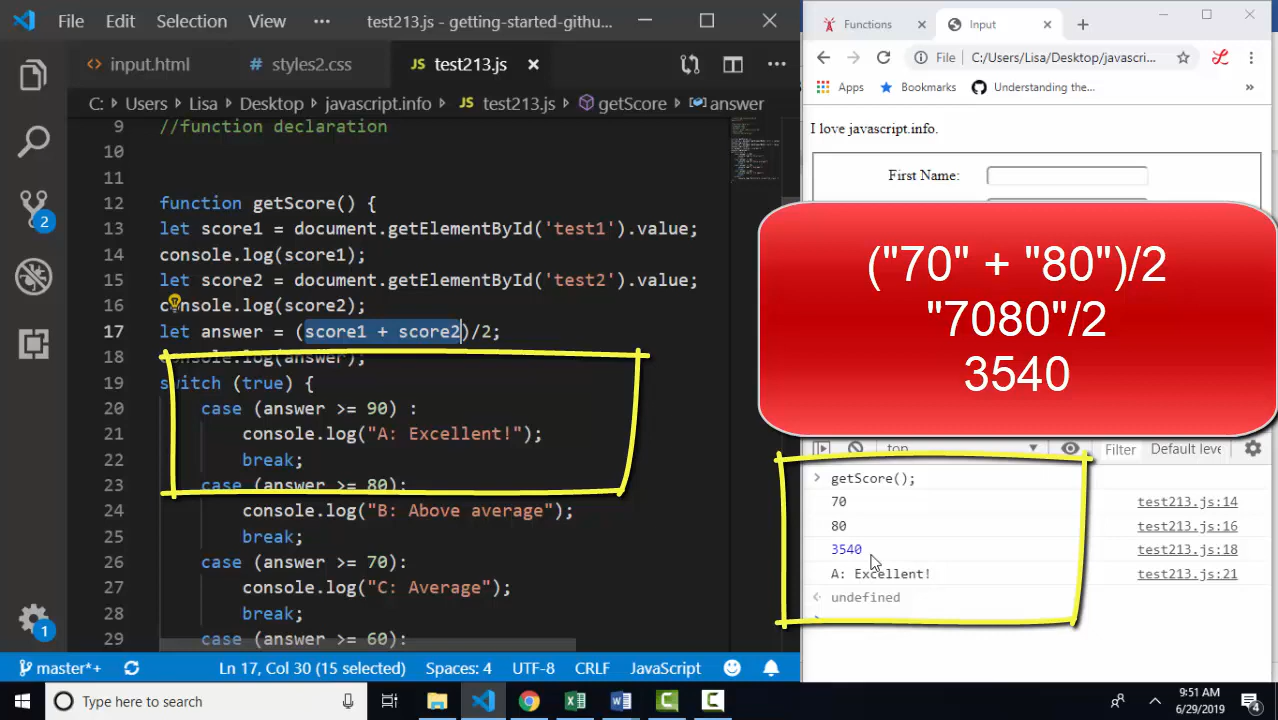 File Edit Selection View ··· test213.js - getting-started-githu...
input.html styles2.css JS test213.js ···
C: Users Lisa Desktop javascript.info JS test213.js getScore answer
9 //function declaration
10
11
12 function getScore() {
13 let score1 = document.getElementById('test1').value;
14 console.log(score1);
15 let score2 = document.getElementById('test2').value;
16 console.log(score2);
17 let answer = (score1 + score2)/2;
18 console.log(answer);
19 switch (true) {
20 case (answer >= 90) :
21 console.log("A: Excellent!");
22 break;
23 case (answer >= 80):
24 console.log("B: Above average");
25 break;
26 case (answer >= 70):
27 console.log("C: Average");
28 break;
29 case (answer >= 60):
2
1
master*+ Ln 17, Col 30 (15 selected) Spaces: 4 UTF-8 CRLF JavaScript
Functions Input
File C:/Users/Lisa/Desktop/javascri...
Apps Bookmarks Understanding the...
I love javascript.info.
First Name:
("70" + "80")/2
"7080"/2
3540
top Filter Default leve
getScore();
70 test213.js:14
80 test213.js:16
3540 test213.js:18
A: Excellent! test213.js:21
undefined
Type here to search
9:51 AM
6/29/2019
4